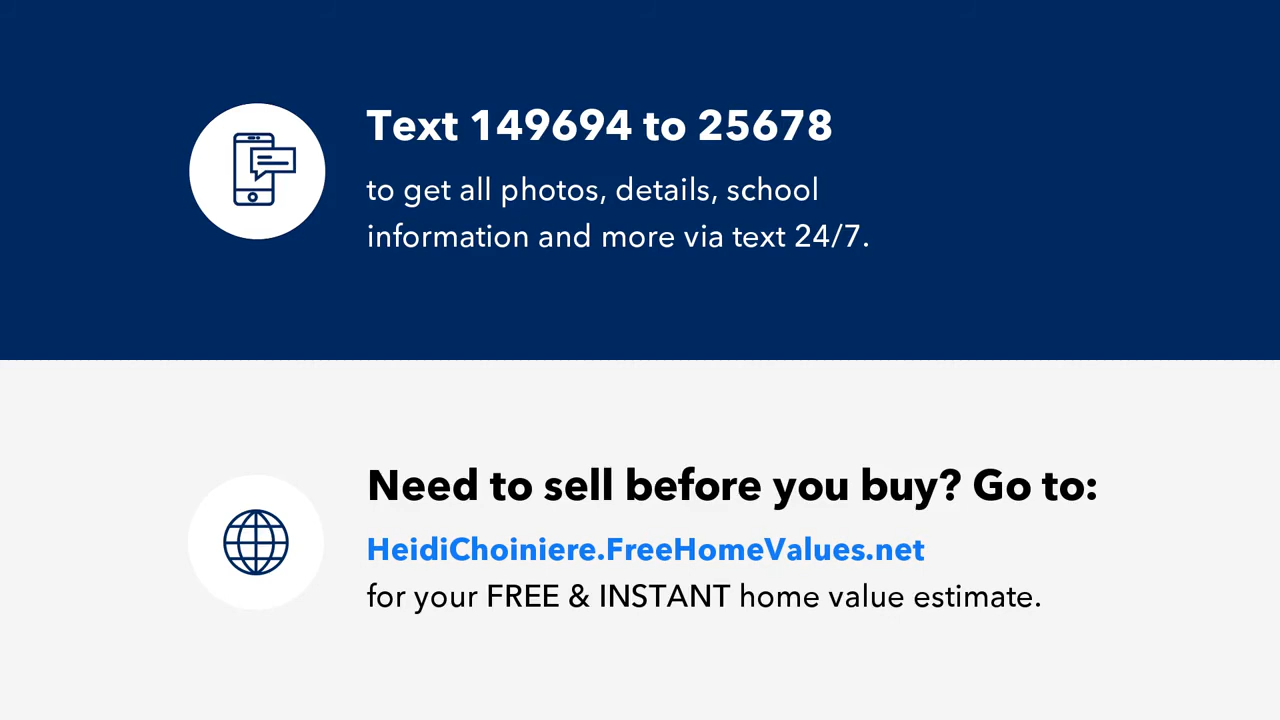 Text 149694 to 25678
to get all photos, details, school
information and more via text 24/7.
Need to sell before you buy? Go to:
HeidiChoiniere.FreeHomeValues.net
for your FREE & INSTANT home value estimate.